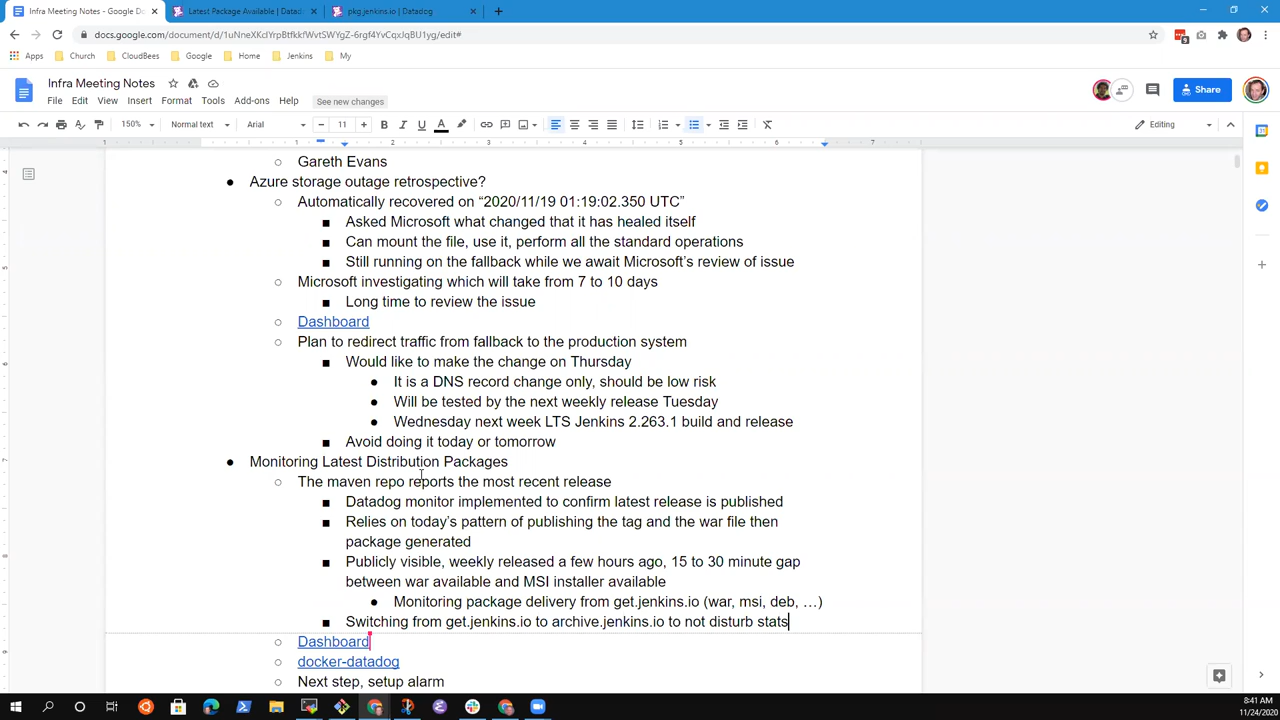 Infra Meeting Notes - Google Do
Latest Package Available | Datad
pkg.jenkins.io | Datadog
Apps
Church
CloudBees
Google
Home
Jenkins
My
Infra Meeting Notes
File Edit View Insert Format Tools Add-ons Help See new changes
Share
150% Normal text Arial 11 Editing
1 1 2 3 4 5 6 7
Gareth Evans
Azure storage outage retrospective?
Automatically recovered on “2020/11/19 01:19:02.350 UTC”
Asked Microsoft what changed that it has healed itself
Can mount the file, use it, perform all the standard operations
Still running on the fallback while we await Microsoft's review of issue
Microsoft investigating which will take from 7 to 10 days
Long time to review the issue
Dashboard
Plan to redirect traffic from fallback to the production system
Would like to make the change on Thursday
It is a DNS record change only, should be low risk
Will be tested by the next weekly release Tuesday
Wednesday next week LTS Jenkins 2.263.1 build and release
Avoid doing it today or tomorrow
Monitoring Latest Distribution Packages
The maven repo reports the most recent release
Datadog monitor implemented to confirm latest release is published
Relies on today's pattern of publishing the tag and the war file then
package generated
Publicly visible, weekly released a few hours ago, 15 to 30 minute gap
between war available and MSI installer available
Monitoring package delivery from get.jenkins.io (war, msi, deb, …)
Switching from get.jenkins.io to archive.jenkins.io to not disturb stats
Dashboard
docker-datadog
Next step, setup alarm
8:41 AM
11/24/2020